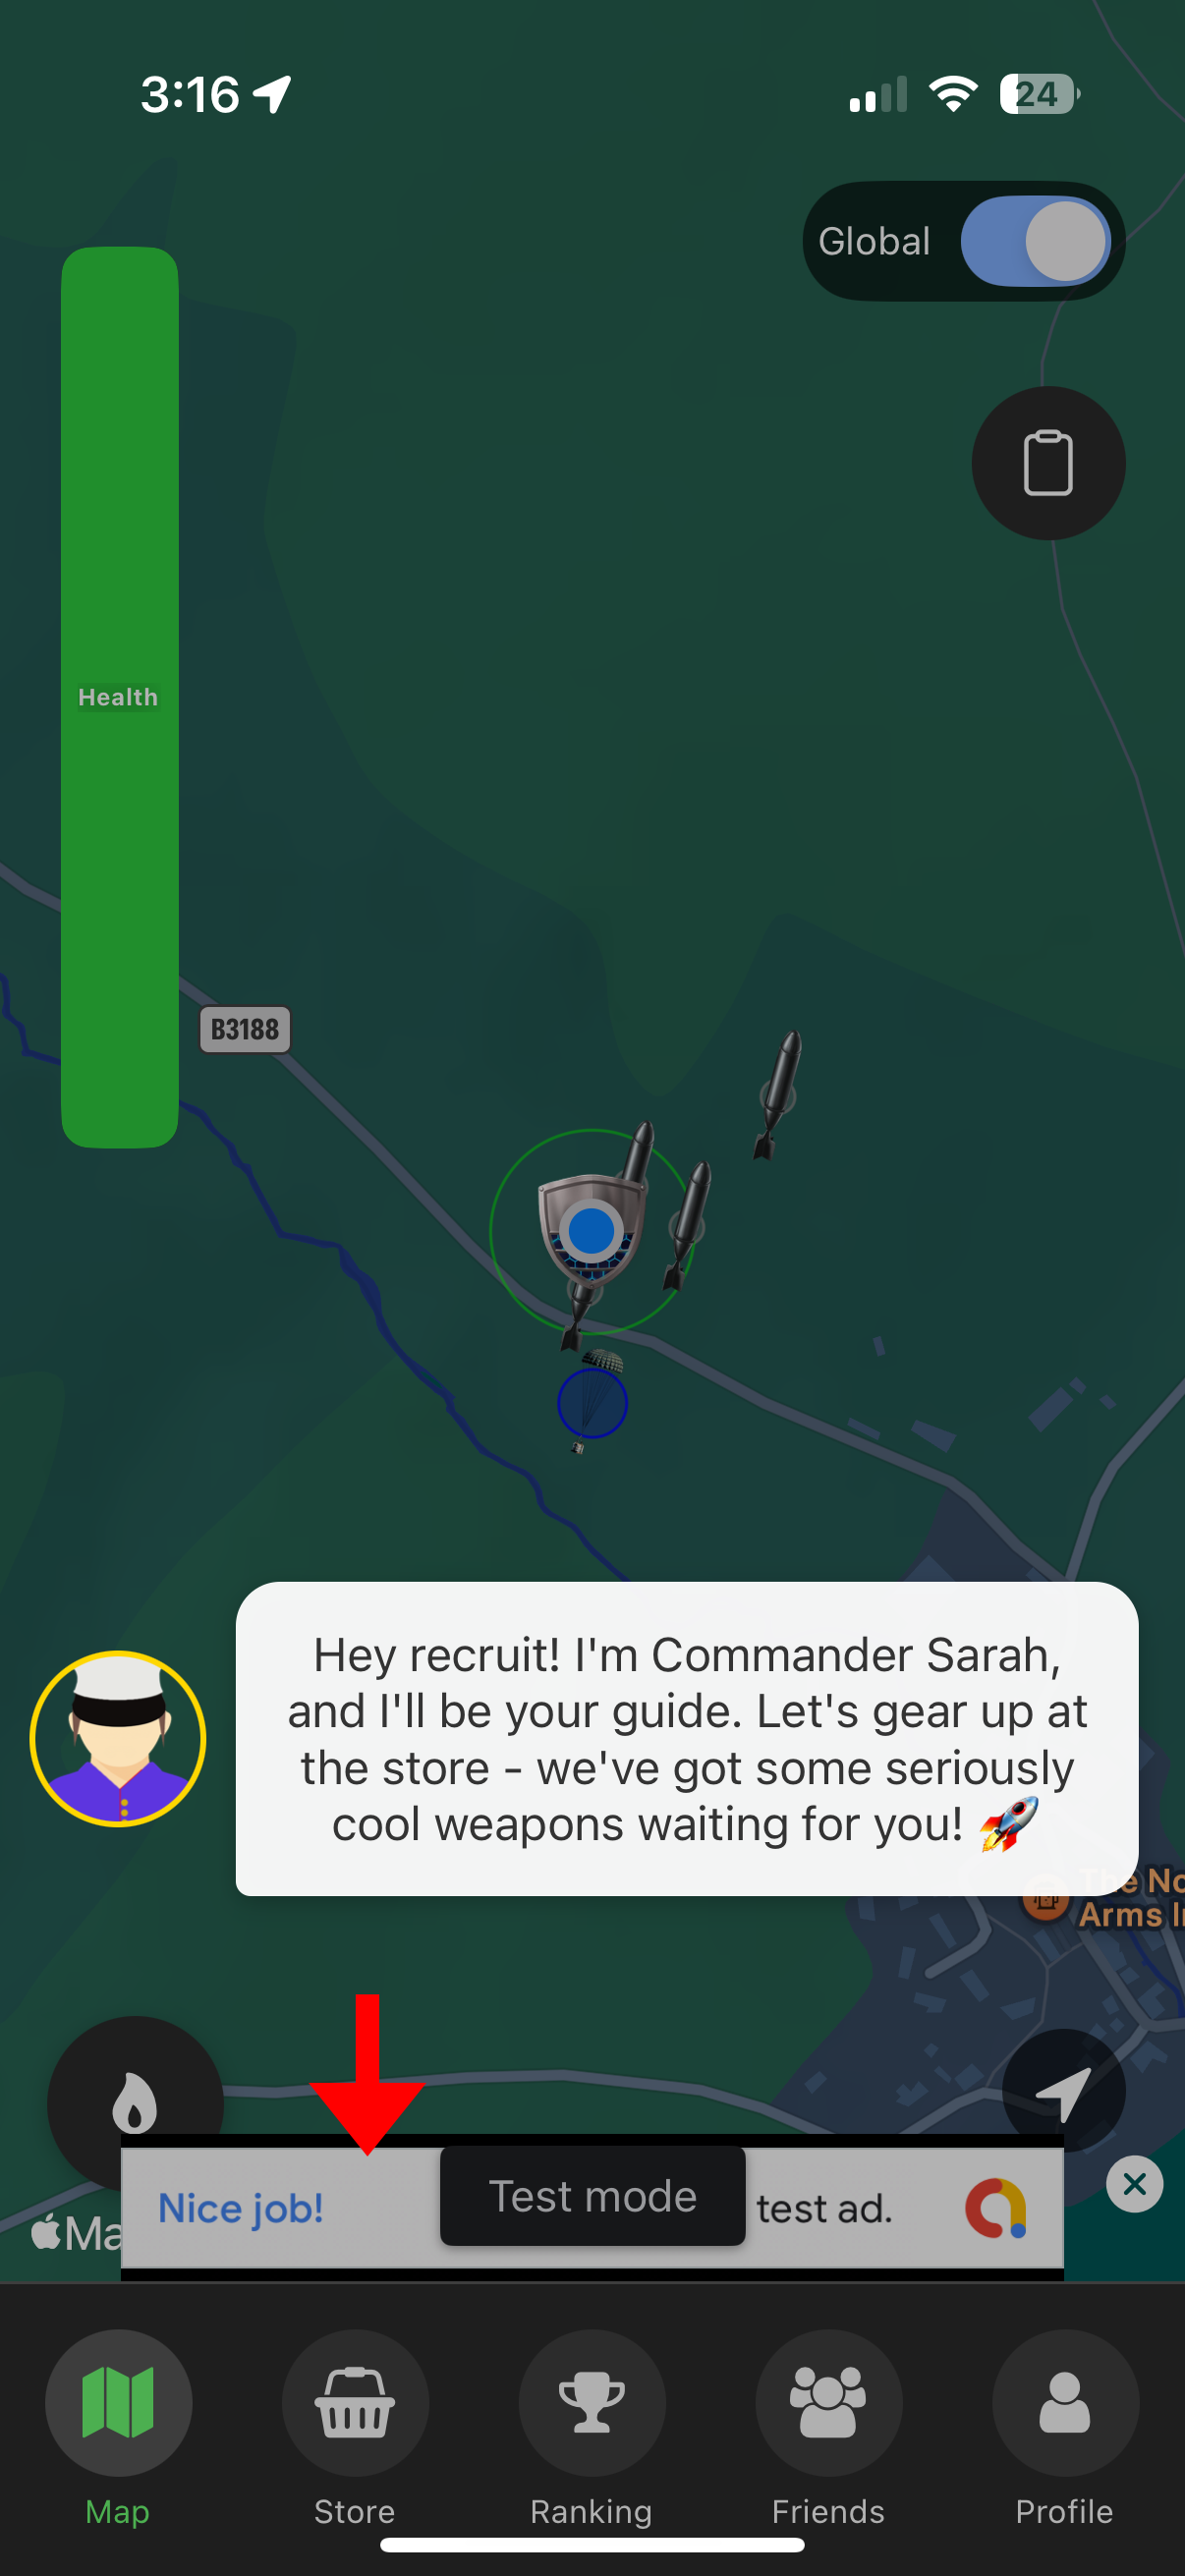 3:16
24
Global
Health
B3188
Hey recruit! I'm Commander Sarah,
and I'll be your guide. Let's gear up at
the store - we've got some seriously
cool weapons waiting for you! 🚀
The No
Arms
Nice job!
Test mode
test ad.
Ma
Map
Store
Ranking
Friends
Profile